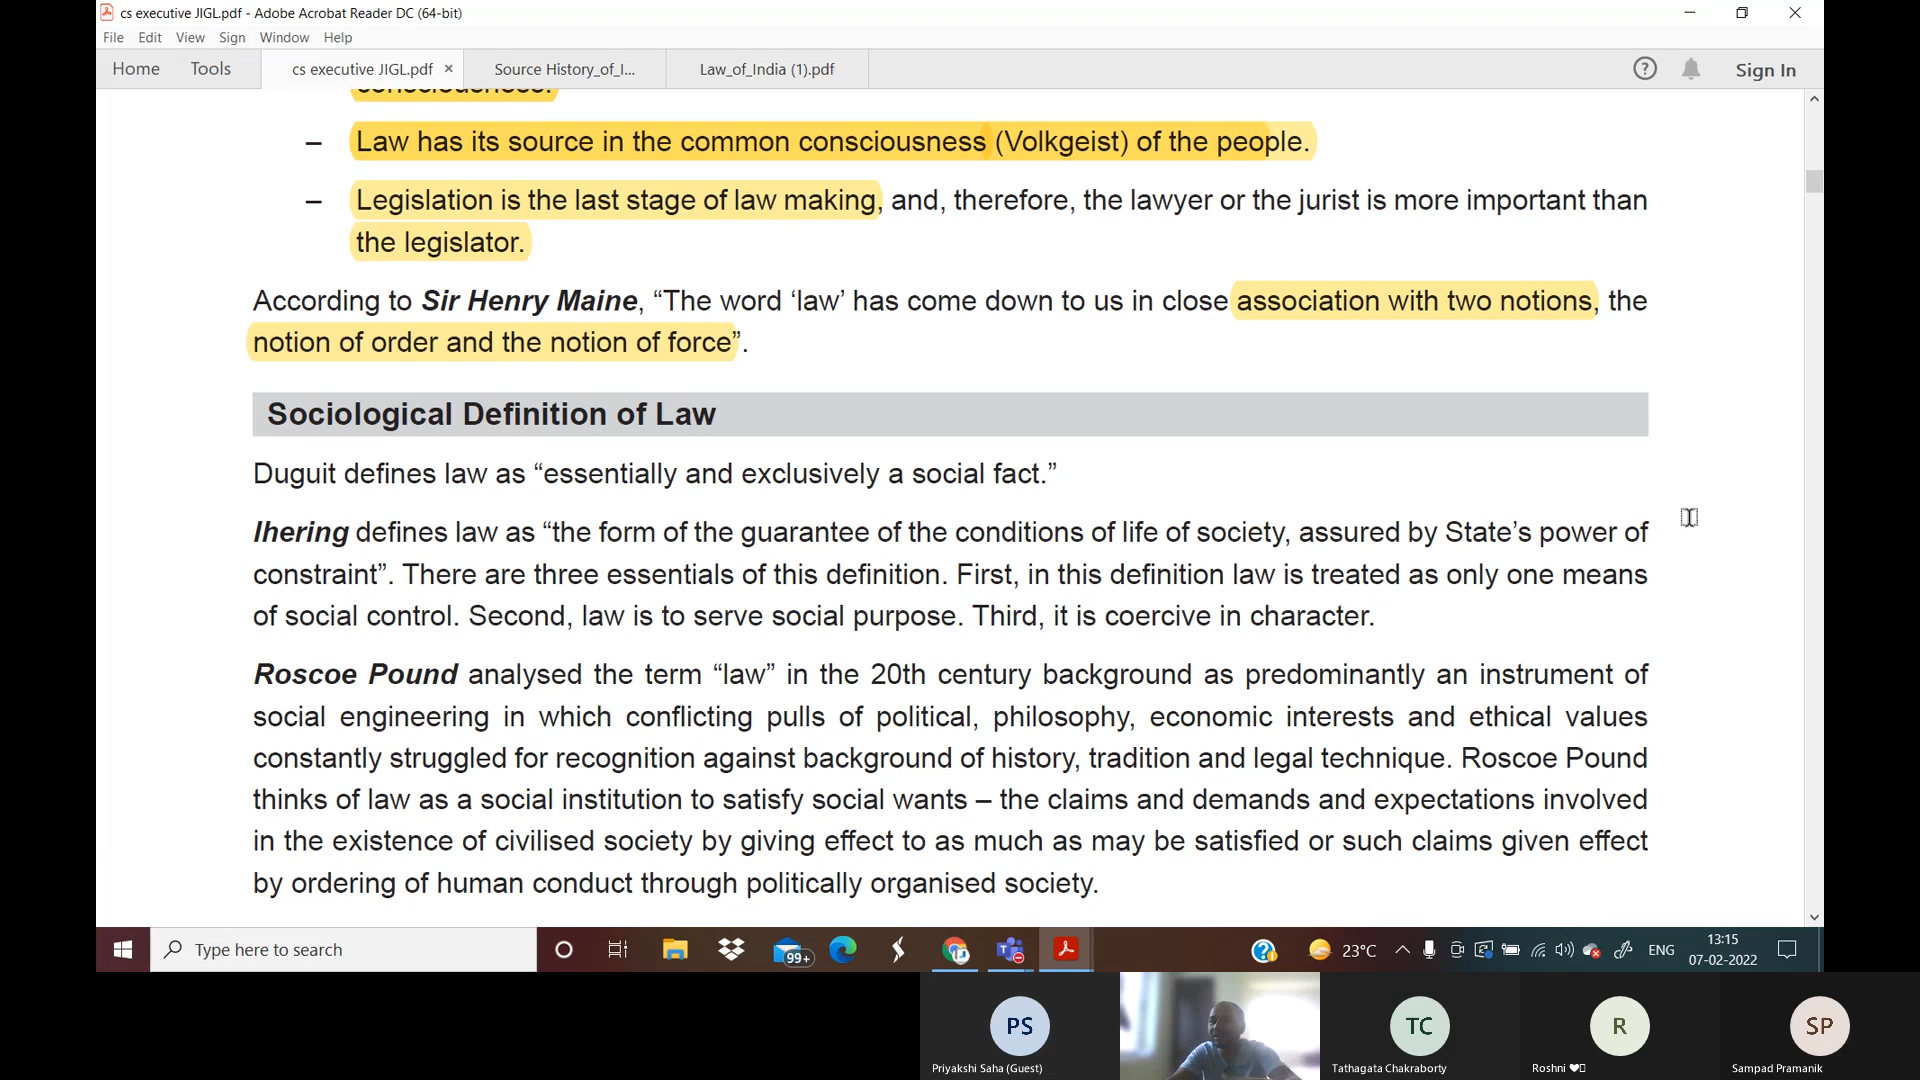 cs executive JIGL.pdf - Adobe Acrobat Reader DC (64-bit)
File Edit View Sign Window Help
Home Tools cs executive JIGL.pdf × Source History_of_I... Law_of_India (1).pdf Sign In
consciousness.
– Law has its source in the common consciousness (Volkgeist) of the people.
– Legislation is the last stage of law making, and, therefore, the lawyer or the jurist is more important than
the legislator.
According to Sir Henry Maine, “The word ‘law’ has come down to us in close association with two notions, the
notion of order and the notion of force”.
Sociological Definition of Law
Duguit defines law as “essentially and exclusively a social fact.”
Ihering defines law as “the form of the guarantee of the conditions of life of society, assured by State’s power of
constraint”. There are three essentials of this definition. First, in this definition law is treated as only one means
of social control. Second, law is to serve social purpose. Third, it is coercive in character.
Roscoe Pound analysed the term “law” in the 20th century background as predominantly an instrument of
social engineering in which conflicting pulls of political, philosophy, economic interests and ethical values
constantly struggled for recognition against background of history, tradition and legal technique. Roscoe Pound
thinks of law as a social institution to satisfy social wants – the claims and demands and expectations involved
in the existence of civilised society by giving effect to as much as may be satisfied or such claims given effect
by ordering of human conduct through politically organised society.
Type here to search 99+ 23°C ENG 13:15
07-02-2022
PS TC R SP
Priyakshi Saha (Guest) Tathagata Chakraborty Roshni ❤ Sampad Pramanik